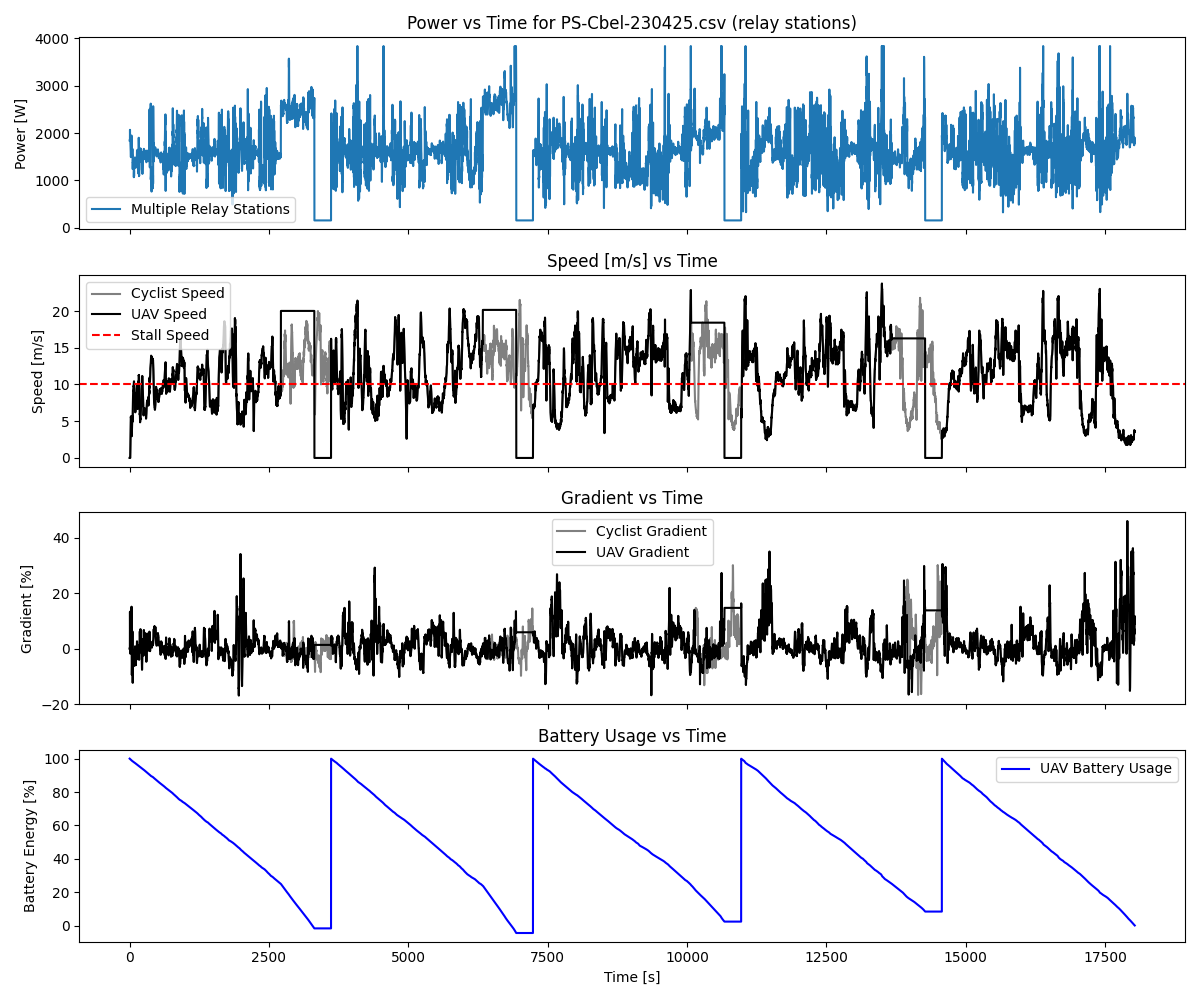 Power vs Time for PS-Cbel-230425.csv (relay stations)
4000
3000
2000
1000
0
Power [W]
Multiple Relay Stations
Speed [m/s] vs Time
20
15
10
5
0
Speed [m/s]
Cyclist Speed
UAV Speed
Stall Speed
Gradient vs Time
40
20
0
−20
Gradient [%]
Cyclist Gradient
UAV Gradient
Battery Usage vs Time
100
80
60
40
20
0
Battery Energy [%]
UAV Battery Usage
0 2500 5000 7500 10000 12500 15000 17500
Time [s]